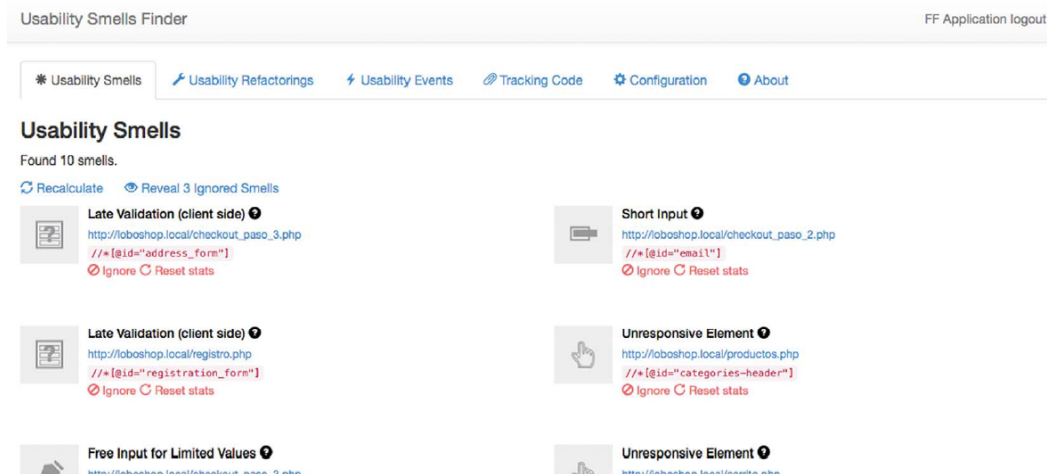 Usability Smells Finder
FF Application logout
Usability Smells
Usability Refactorings
Usability Events
Tracking Code
Configuration
About
Usability Smells
Found 10 smells.
Recalculate
Reveal 3 Ignored Smells
Late Validation (client side)
http://loboshop.local/checkout_paso_3.php
//*[@id="address_form"]
Ignore Reset stats
Short Input
http://loboshop.local/checkout_paso_2.php
//*[@id="email"]
Ignore Reset stats
Late Validation (client side)
http://loboshop.local/registro.php
//*[@id="registration_form"]
Ignore Reset stats
Unresponsive Element
http://loboshop.local/productos.php
//*[@id="categories-header"]
Ignore Reset stats
Free Input for Limited Values
Unresponsive Element